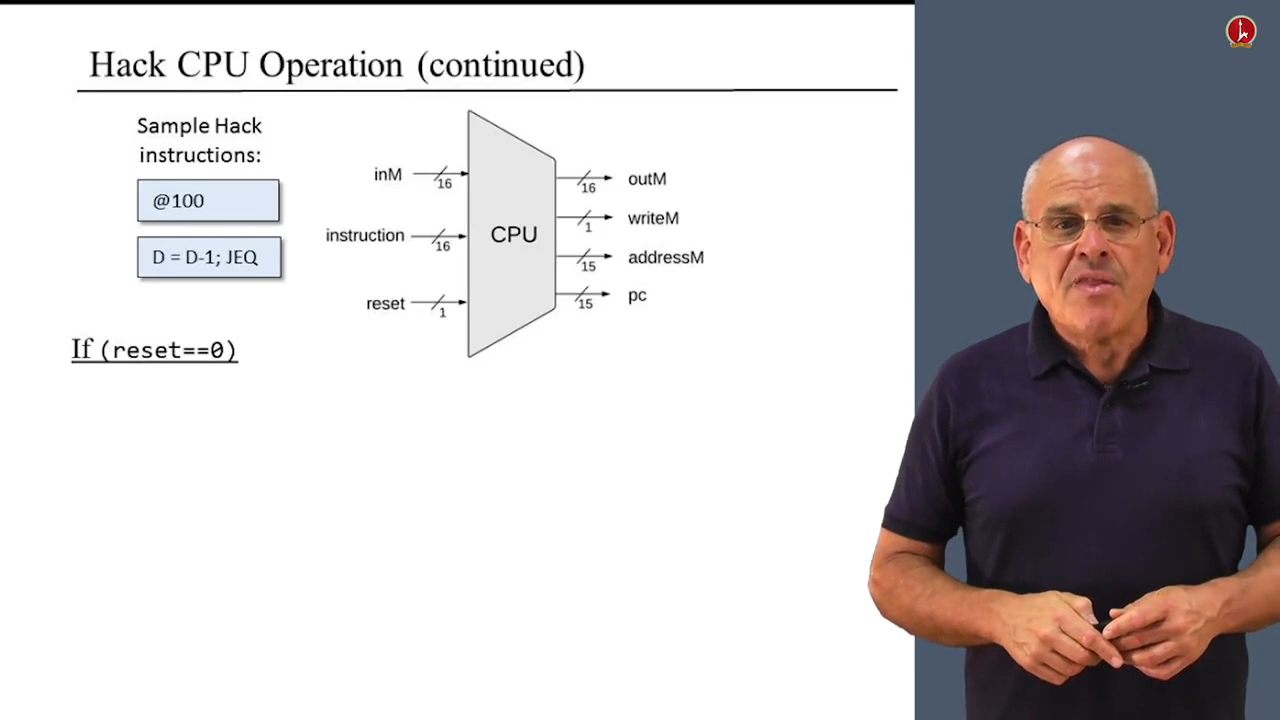 Hack CPU Operation (continued)
Sample Hack
instructions:
@100
D = D-1; JEQ
inM
16
instruction
16
reset
1
CPU
16
outM
1
writeM
15
addressM
15
pc
If (reset==0)